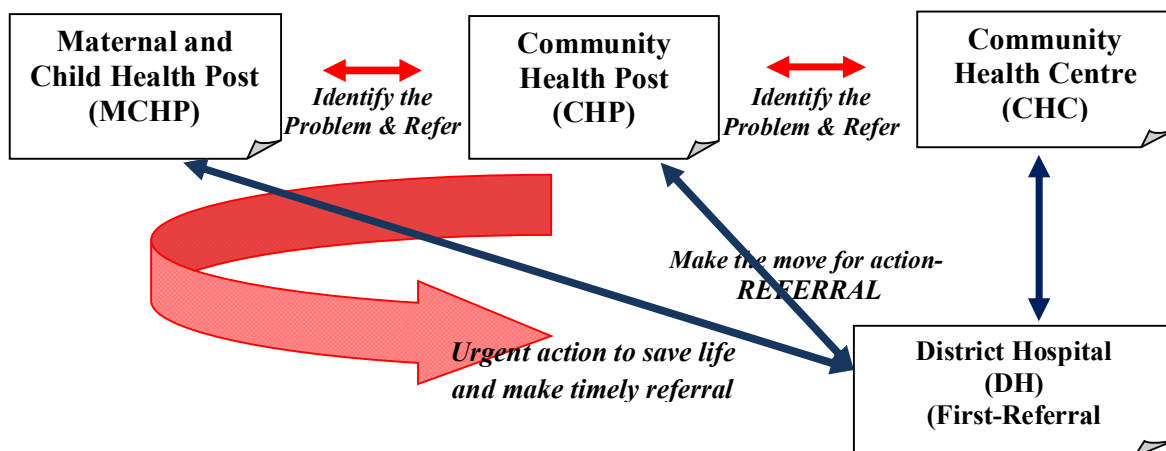 Maternal and
Child Health Post
(MCHP)
Identify the
Problem & Refer
Community
Health Post
(CHP)
Identify the
Problem & Refer
Community
Health Centre
(CHC)
Make the move for action-
REFERRAL
Urgent action to save life
and make timely referral
District Hospital
(DH)
(First-Referral